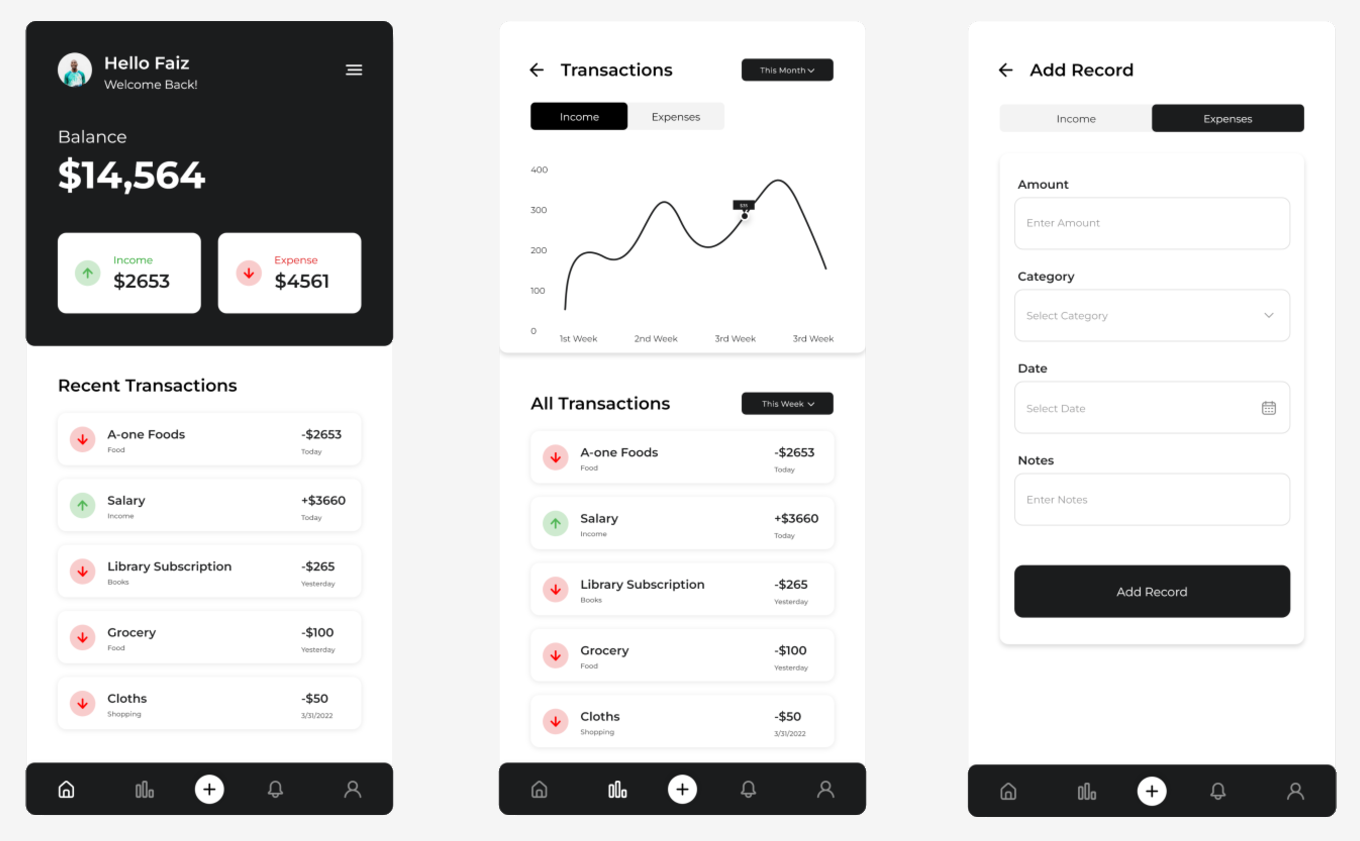 Hello Faiz
Welcome Back!
Balance
$14,564
Income
$2653
Expense
$4561
Recent Transactions
A-one Foods
-$2653
Food
Today
Salary
+$3660
Income
Today
Library Subscription
-$265
Books
Yesterday
Grocery
-$100
Food
Yesterday
Cloths
-$50
Shopping
3/31/2022
Transactions
This Month
Income
Expenses
400
300
200
100
0
1st Week
2nd Week
3rd Week
3rd Week
All Transactions
This Week
A-one Foods
-$2653
Food
Today
Salary
+$3660
Income
Today
Library Subscription
-$265
Books
Yesterday
Grocery
-$100
Food
Yesterday
Cloths
-$50
Shopping
3/31/2022
Add Record
Income
Expenses
Amount
Enter Amount
Category
Select Category
Date
Select Date
Notes
Enter Notes
Add Record